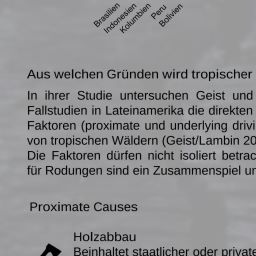 Brasilien
Indonesien
Kolumbien
Peru
Bolivien
Aus welchen Gründen wird tropischer
In ihrer Studie untersuchen Geist und
Fallstudien in Lateinamerika die direkten
Faktoren (proximate und underlying drivi
von tropischen Wäldern (Geist/Lambin 20
Die Faktoren dürfen nicht isoliert betrac
für Rodungen sind ein Zusammenspiel un
Proximate Causes
Holzabbau
Beinhaltet staatlicher oder private